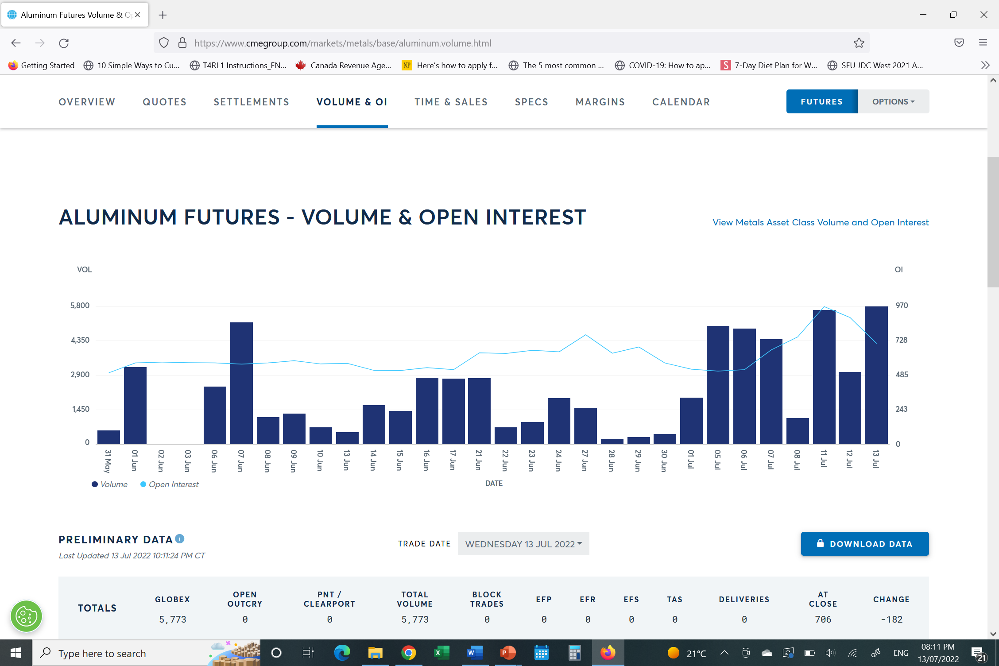 Aluminum Futures Volume & O
https://www.cmegroup.com/markets/metals/base/aluminum.volume.html
Getting Started 10 Simple Ways to Cu... T4RL1 Instructions_EN... Canada Revenue Age... NP Here's how to apply f... The 5 most common ... COVID-19: How to ap... S 7-Day Diet Plan for W... SFU JDC West 2021 A...
OVERVIEW QUOTES SETTLEMENTS VOLUME & OI TIME & SALES SPECS MARGINS CALENDAR FUTURES OPTIONS
ALUMINUM FUTURES - VOLUME & OPEN INTEREST
View Metals Asset Class Volume and Open Interest
VOL OI
5,800 970
4,350 728
2,900 485
1,450 243
0 0
31 May 01 Jun 02 Jun 03 Jun 06 Jun 07 Jun 08 Jun 09 Jun 10 Jun 13 Jun 14 Jun 15 Jun 16 Jun 17 Jun 21 Jun 22 Jun 23 Jun 24 Jun 27 Jun 28 Jun 29 Jun 30 Jun 01 Jul 05 Jul 06 Jul 07 Jul 08 Jul 11 Jul 12 Jul 13 Jul
Volume Open Interest
DATE
PRELIMINARY DATA i
Last Updated 13 Jul 2022 10:11:24 PM CT
TRADE DATE WEDNESDAY 13 JUL 2022
DOWNLOAD DATA
TOTALS GLOBEX OPEN OUTCRY PNT / CLEARPORT TOTAL VOLUME BLOCK TRADES EFP EFR EFS TAS DELIVERIES AT CLOSE CHANGE
5,773 0 0 5,773 0 0 0 0 0 0 706 -182
Type here to search
X W P
21°C ENG
08:11 PM
13/07/2022
21